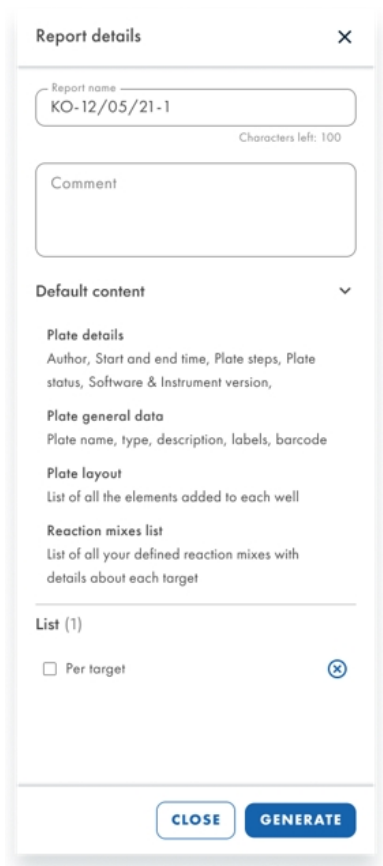 Report details
Report name
KO-12/05/21-1
Characters left: 100
Comment
Default content
Plate details
Author, Start and end time, Plate steps, Plate
status, Software & Instrument version,
Plate general data
Plate name, type, description, labels, barcode
Plate layout
List of all the elements added to each well
Reaction mixes list
List of all your defined reaction mixes with
details about each target
List (1)
Per target
CLOSE GENERATE